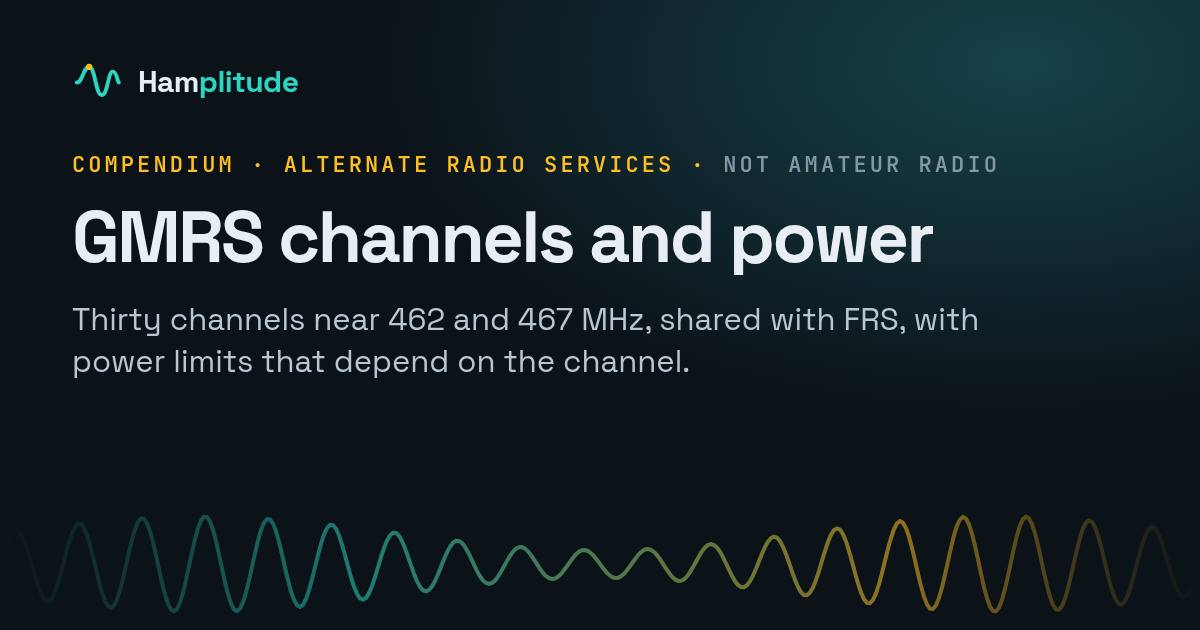 Hamplitude
COMPENDIUM · ALTERNATE RADIO SERVICES · NOT AMATEUR RADIO
GMRS channels and power
Thirty channels near 462 and 467 MHz, shared with FRS, with
power limits that depend on the channel.